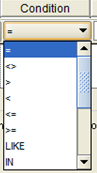 Condition
=
=
<>
>
<
<=
>=
LIKE
IN